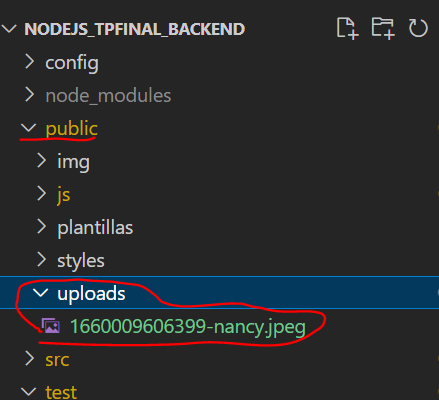 NODEJS_TPFINAL_BACKEND
config
node_modules
public
img
js
plantillas
styles
uploads
1660009606399-nancy.jpeg
src
test